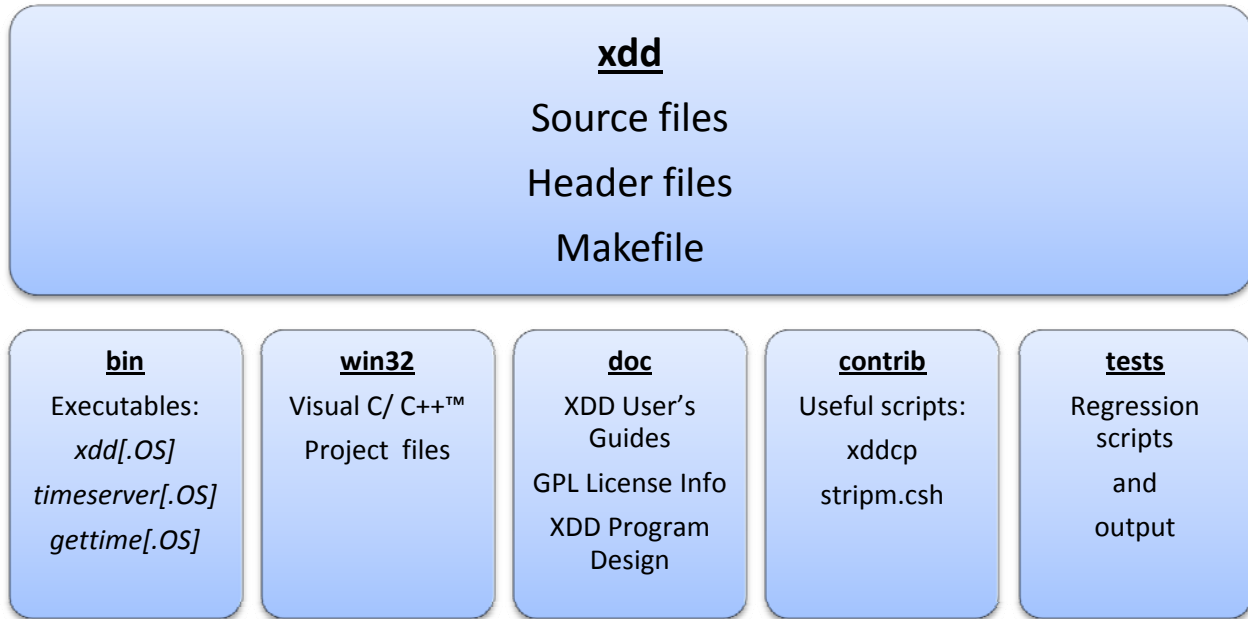 xdd
Source files
Header files
Makefile
bin
Executables:
xdd[.OS]
timeserver[.OS]
gettime[.OS]
win32
Visual C/ C++™
Project files
doc
XDD User’s
Guides
GPL License Info
XDD Program
Design
contrib
Useful scripts:
xddcp
stripm.csh
tests
Regression
scripts
and
output